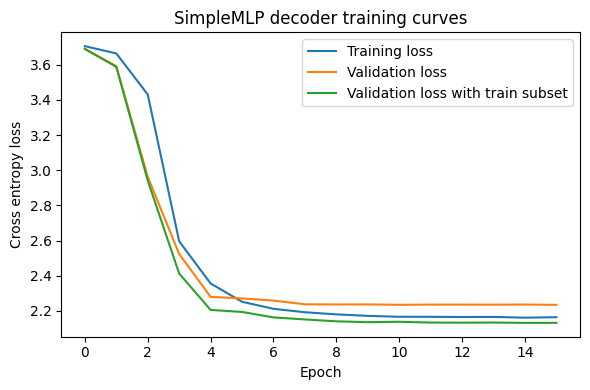 SimpleMLP decoder training curves
Training loss
Validation loss
Validation loss with train subset
Cross entropy loss
3.6
3.4
3.2
3.0
2.8
2.6
2.4
2.2
0 2 4 6 8 10 12 14
Epoch